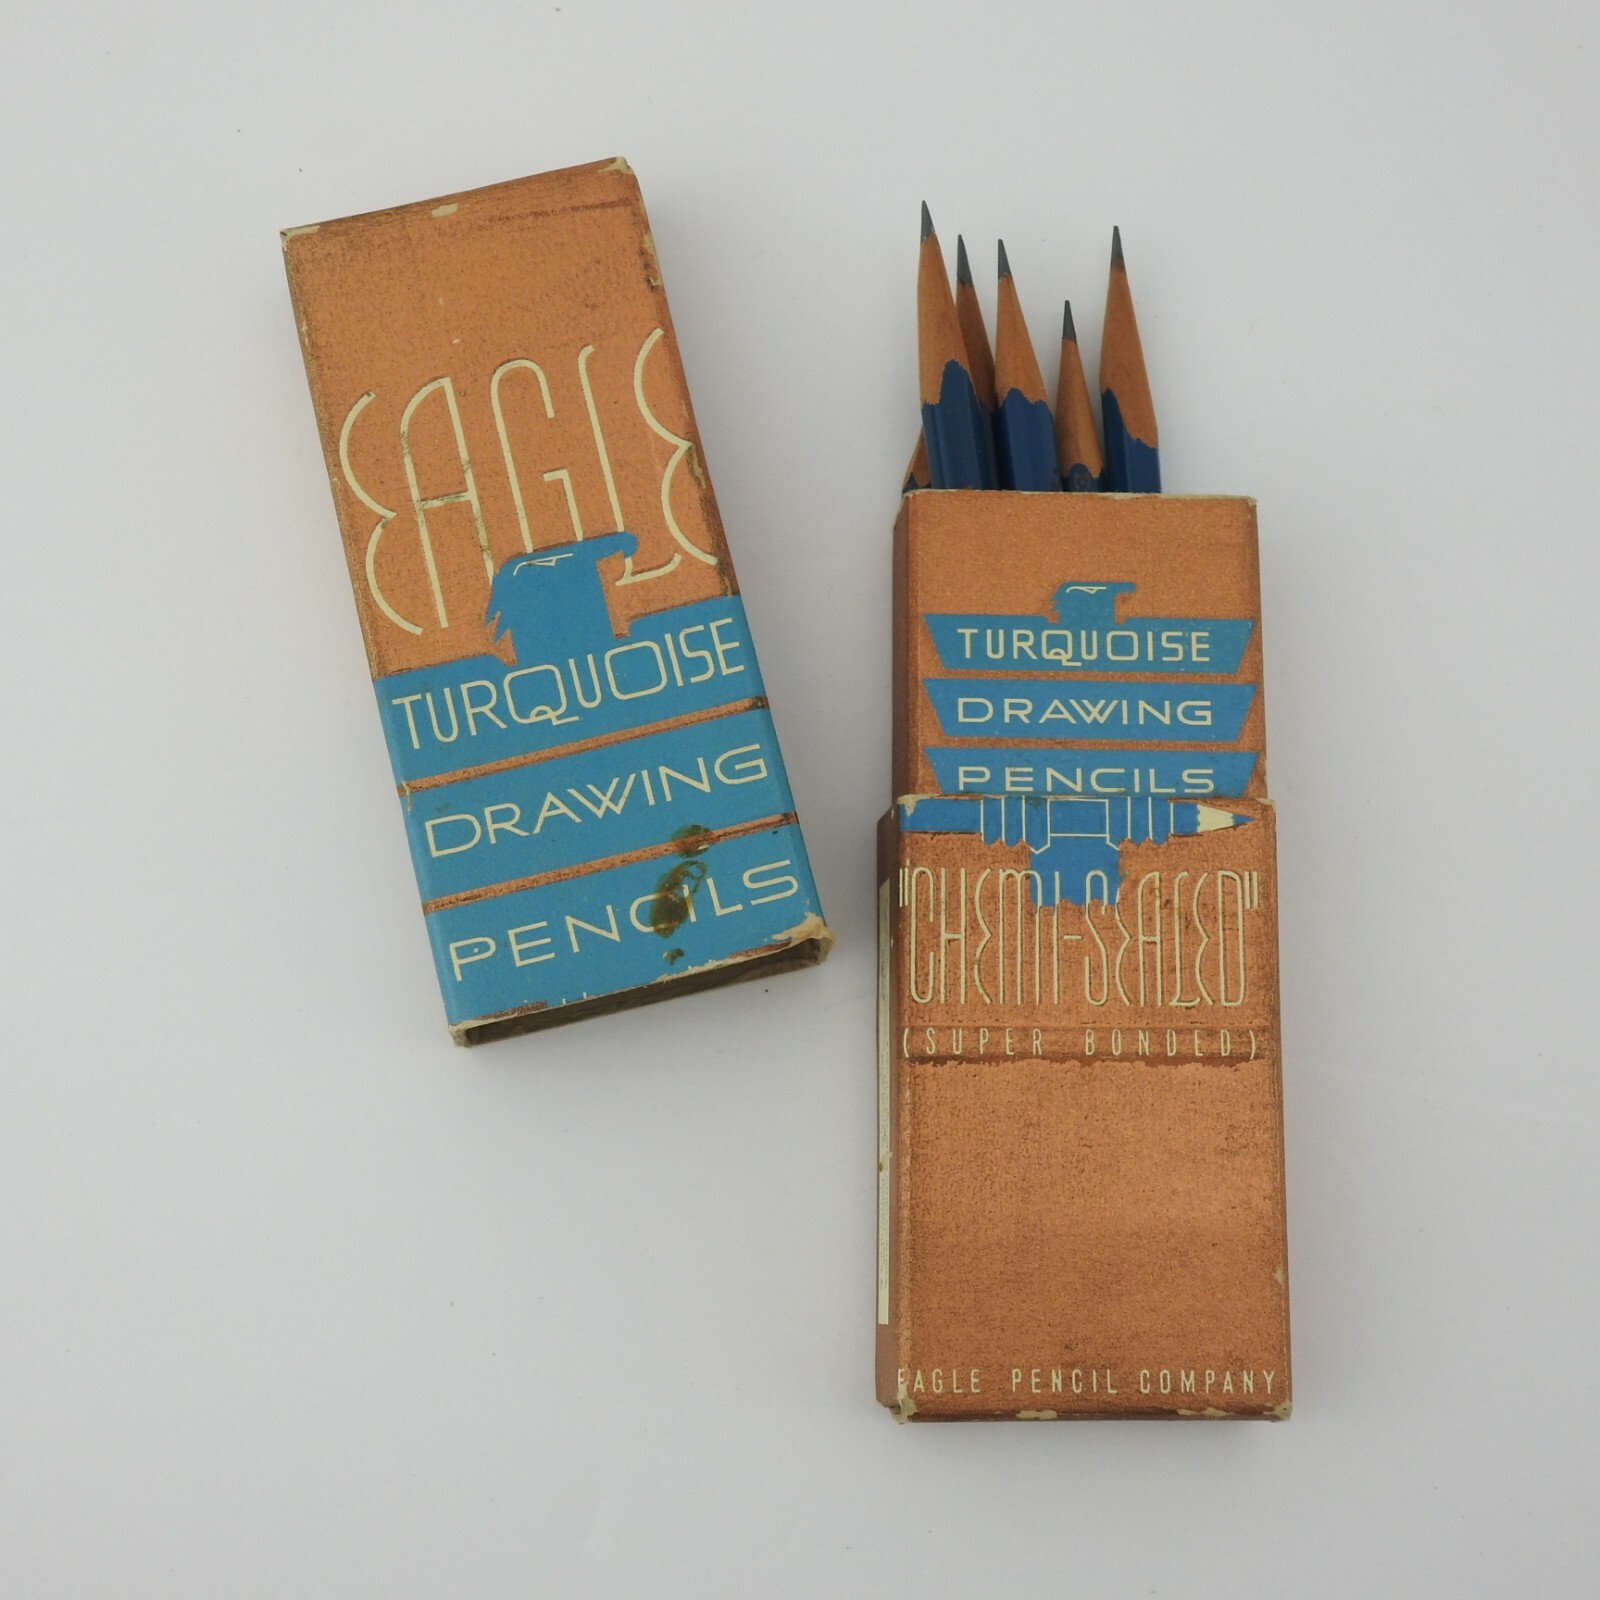 EAGLE
TURQUOISE
DRAWING
PENCILS
TURQUOISE
DRAWING
PENCILS
"CHEMI-SEALED"
(SUPER BONDED)
EAGLE PENCIL COMPANY